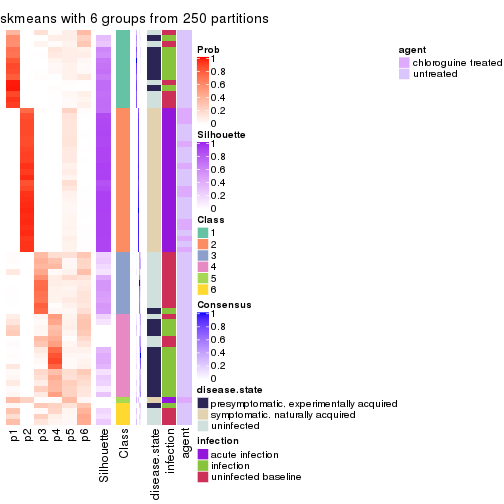 skmeans with 6 groups from 250 partitions
Prob
1
0.8
0.6
0.4
0.2
0
Silhouette
1
0.8
0.6
0.4
0.2
0
Class
1
2
3
4
5
6
Consensus
1
0.8
0.6
0.4
0.2
0
disease.state
presymptomatic, experimentally acquired
symptomatic, naturally acquired
uninfected
infection
acute infection
infection
uninfected baseline
agent
chloroguine treated
untreated
p1
p2
p3
p4
p5
p6
Silhouette
Class
disease.state
infection
agent